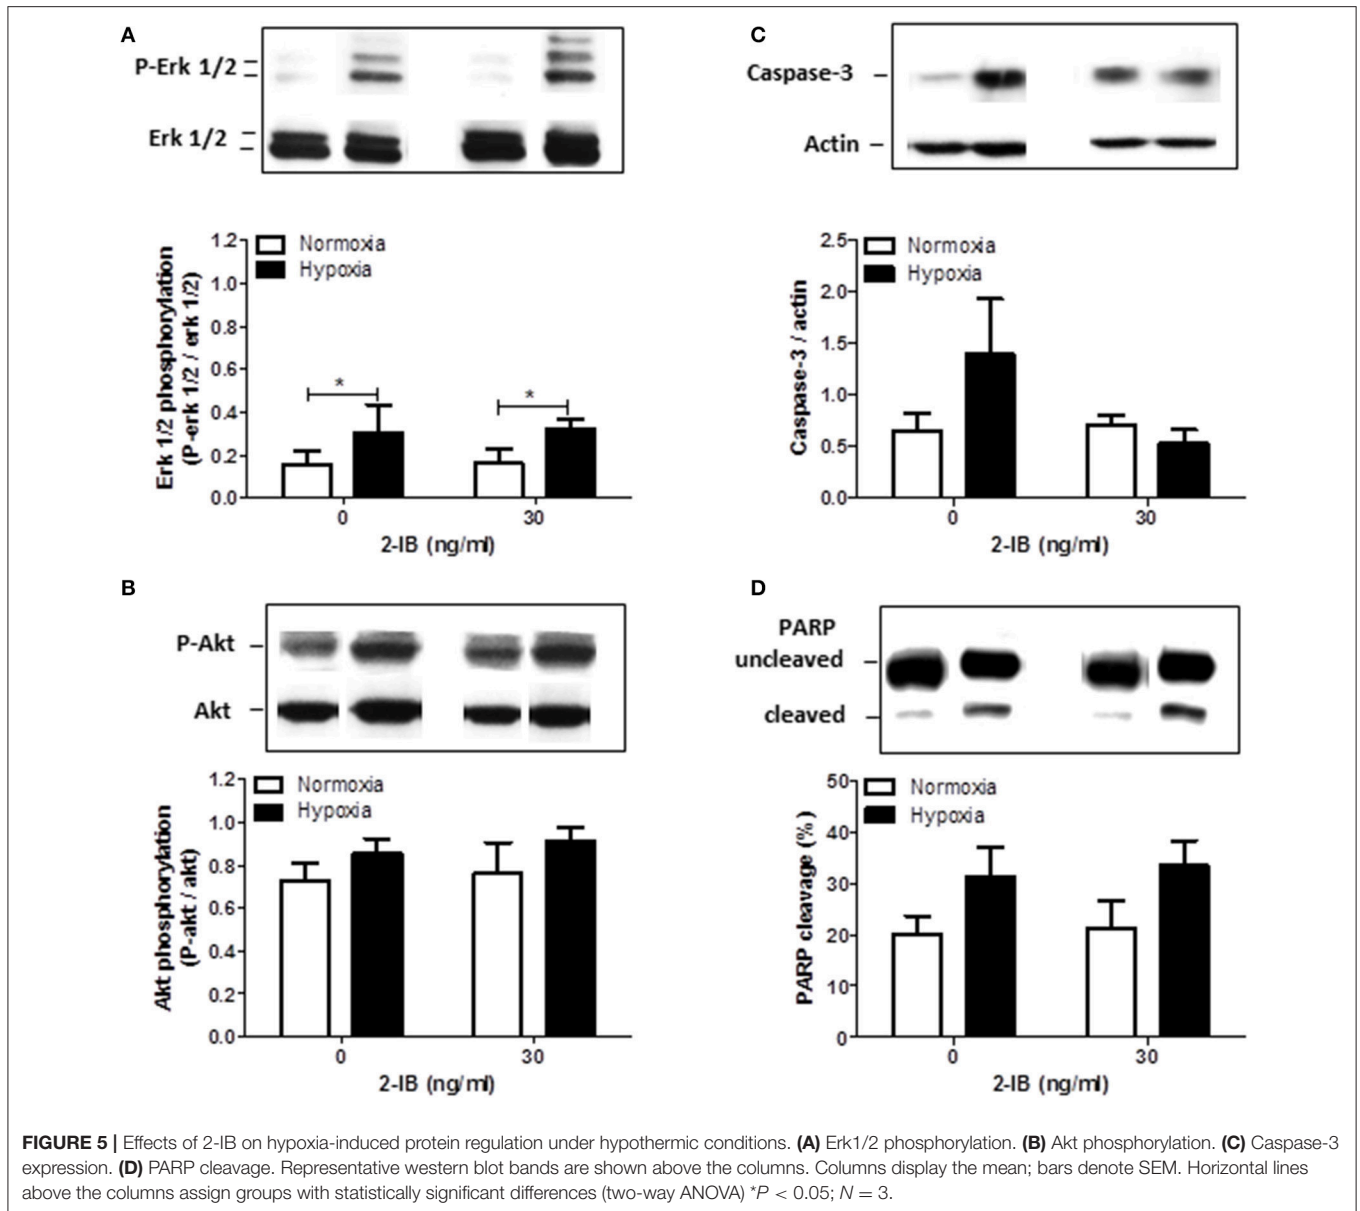 A
P-Erk 1/2
Erk 1/2
1.2
1.0
0.8
0.6
0.4
0.2
0.0
Erk 1/2 phosphorylation
(P-erk 1/2 / erk 1/2)
Normoxia
Hypoxia
*
*
0
30
2-IB (ng/ml)
C
Caspase-3
Actin
2.5
2.0
1.5
1.0
0.5
0.0
Caspase-3 / actin
Normoxia
Hypoxia
0
30
2-IB (ng/ml)
B
P-Akt
Akt
1.2
1.0
0.8
0.6
0.4
0.2
0.0
Akt phosphorylation
(P-akt / akt)
Normoxia
Hypoxia
0
30
2-IB (ng/ml)
D
PARP
uncleaved
cleaved
50
40
30
20
10
0
PARP cleavage (%)
Normoxia
Hypoxia
0
30
2-IB (ng/ml)
FIGURE 5 | Effects of 2-IB on hypoxia-induced protein regulation under hypothermic conditions. (A) Erk1/2 phosphorylation. (B) Akt phosphorylation. (C) Caspase-3
expression. (D) PARP cleavage. Representative western blot bands are shown above the columns. Columns display the mean; bars denote SEM. Horizontal lines
above the columns assign groups with statistically significant differences (two-way ANOVA) *P < 0.05; N = 3.